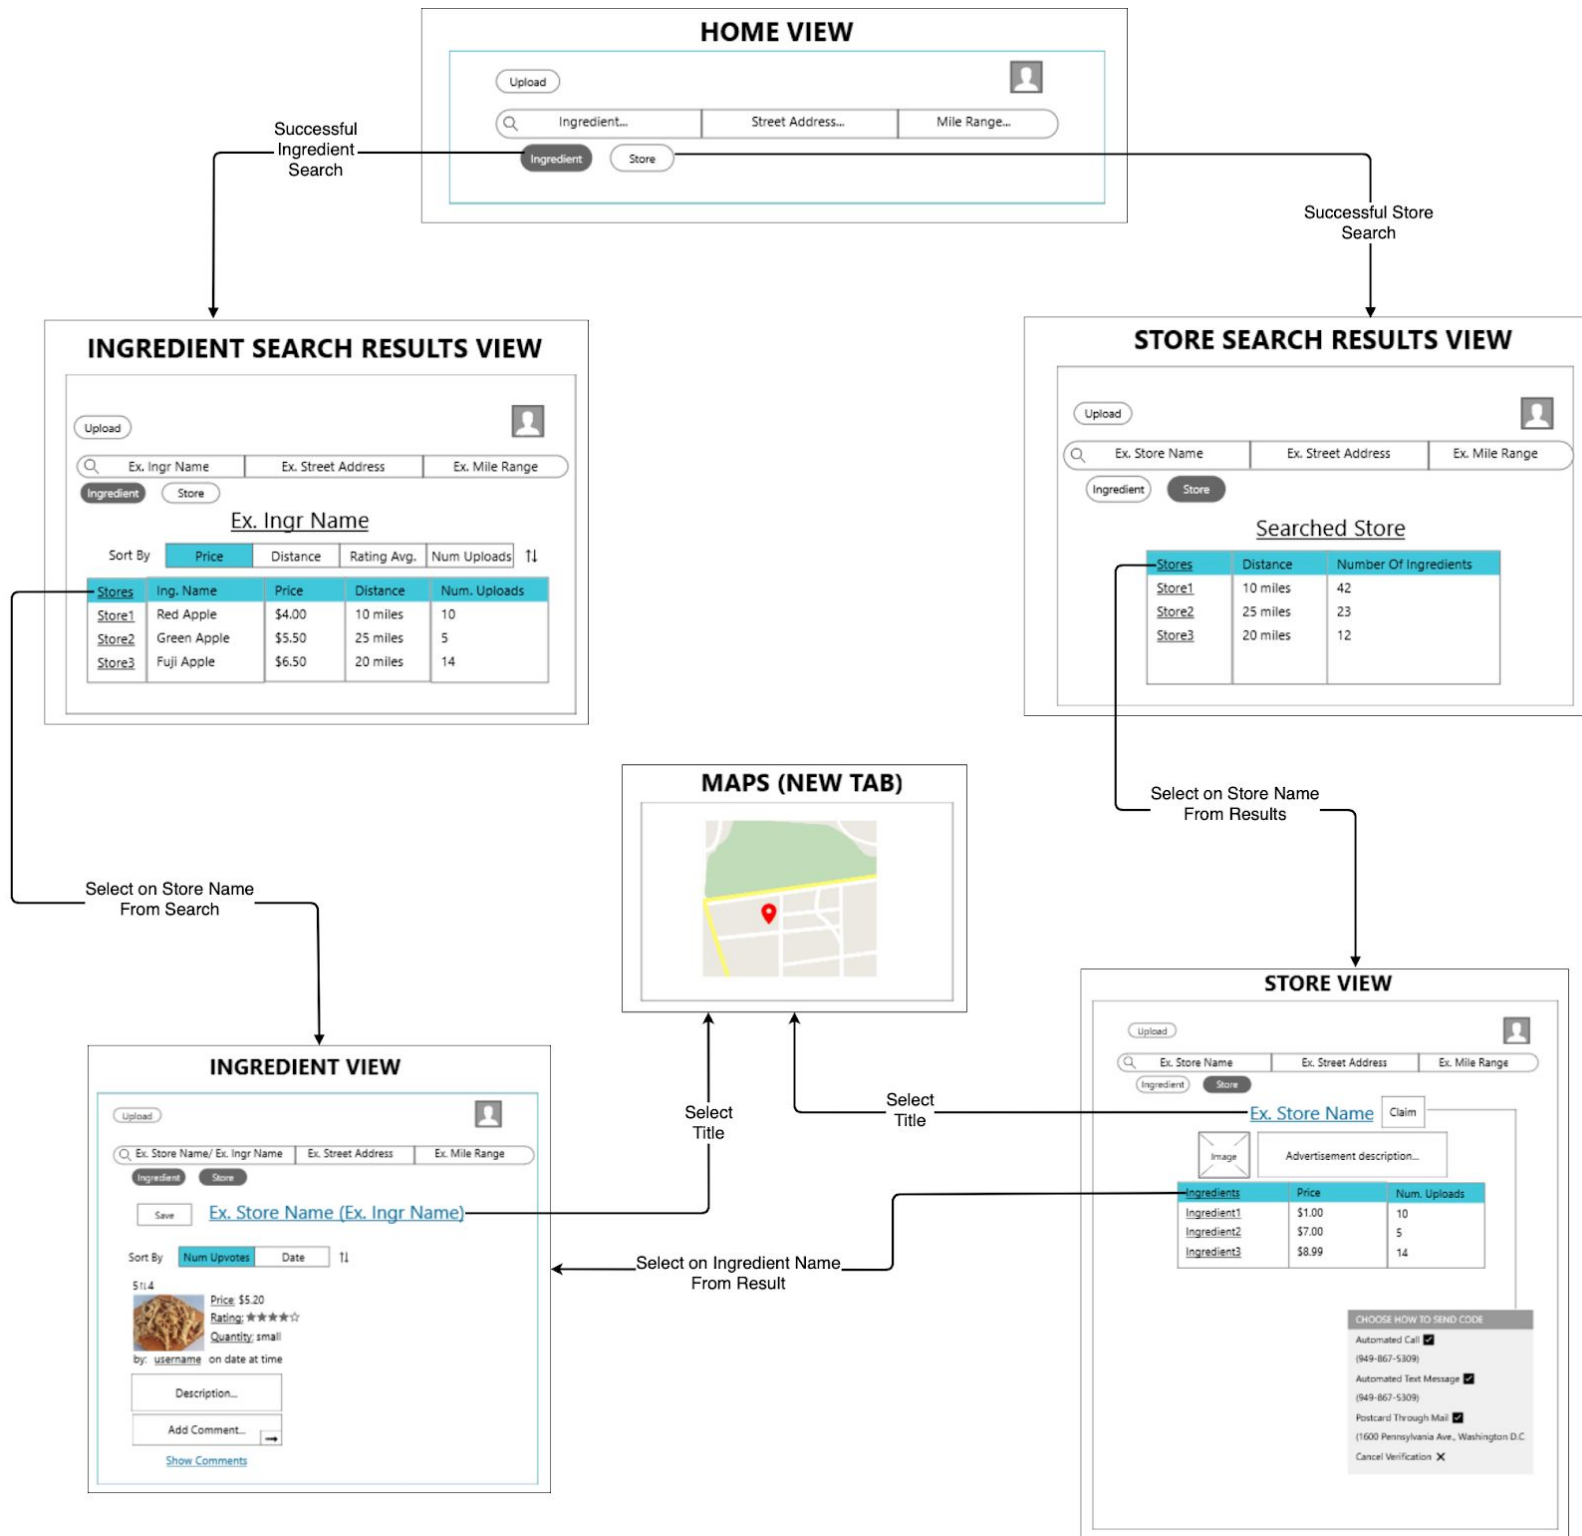 HOME VIEW
Upload
Ingredient... Street Address... Mile Range...
Ingredient Store
Successful
Ingredient
Search
Successful Store
Search
INGREDIENT SEARCH RESULTS VIEW
Upload
Ex. Ingr Name Ex. Street Address Ex. Mile Range
Ingredient Store
Ex. Ingr Name
Sort By Price Distance Rating Avg. Num Uploads
Stores Ing. Name Price Distance Num. Uploads
Store1 Red Apple $4.00 10 miles 10
Store2 Green Apple $5.50 25 miles 5
Store3 Fuji Apple $6.50 20 miles 14
STORE SEARCH RESULTS VIEW
Upload
Ex. Store Name Ex. Street Address Ex. Mile Range
Ingredient Store
Searched Store
Stores Distance Number Of Ingredients
Store1 10 miles 42
Store2 25 miles 23
Store3 20 miles 12
Select on Store Name
From Search
MAPS (NEW TAB)
Select on Store Name
From Results
INGREDIENT VIEW
Upload
Ex. Store Name/ Ex. Ingr Name Ex. Street Address Ex. Mile Range
Ingredient Store
Save Ex. Store Name (Ex. Ingr Name)
Sort By Num Upvotes Date
5 4
Price: $5.20
Rating: ★★★★☆
Quantity: small
by: username on date at time
Description...
Add Comment...
Show Comments
Select
Title
Select
Title
Select on Ingredient Name
From Result
STORE VIEW
Upload
Ex. Store Name Ex. Street Address Ex. Mile Range
Ingredient Store
Ex. Store Name Claim
Image Advertisement description...
Ingredients Price Num. Uploads
Ingredient1 $1.00 10
Ingredient2 $7.00 5
Ingredient3 $8.99 14
CHOOSE HOW TO SEND CODE
Automated Call
(949-867-5309)
Automated Text Message
(949-867-5309)
Postcard Through Mail
(1600 Pennsylvania Ave., Washington D.C
Cancel Verification